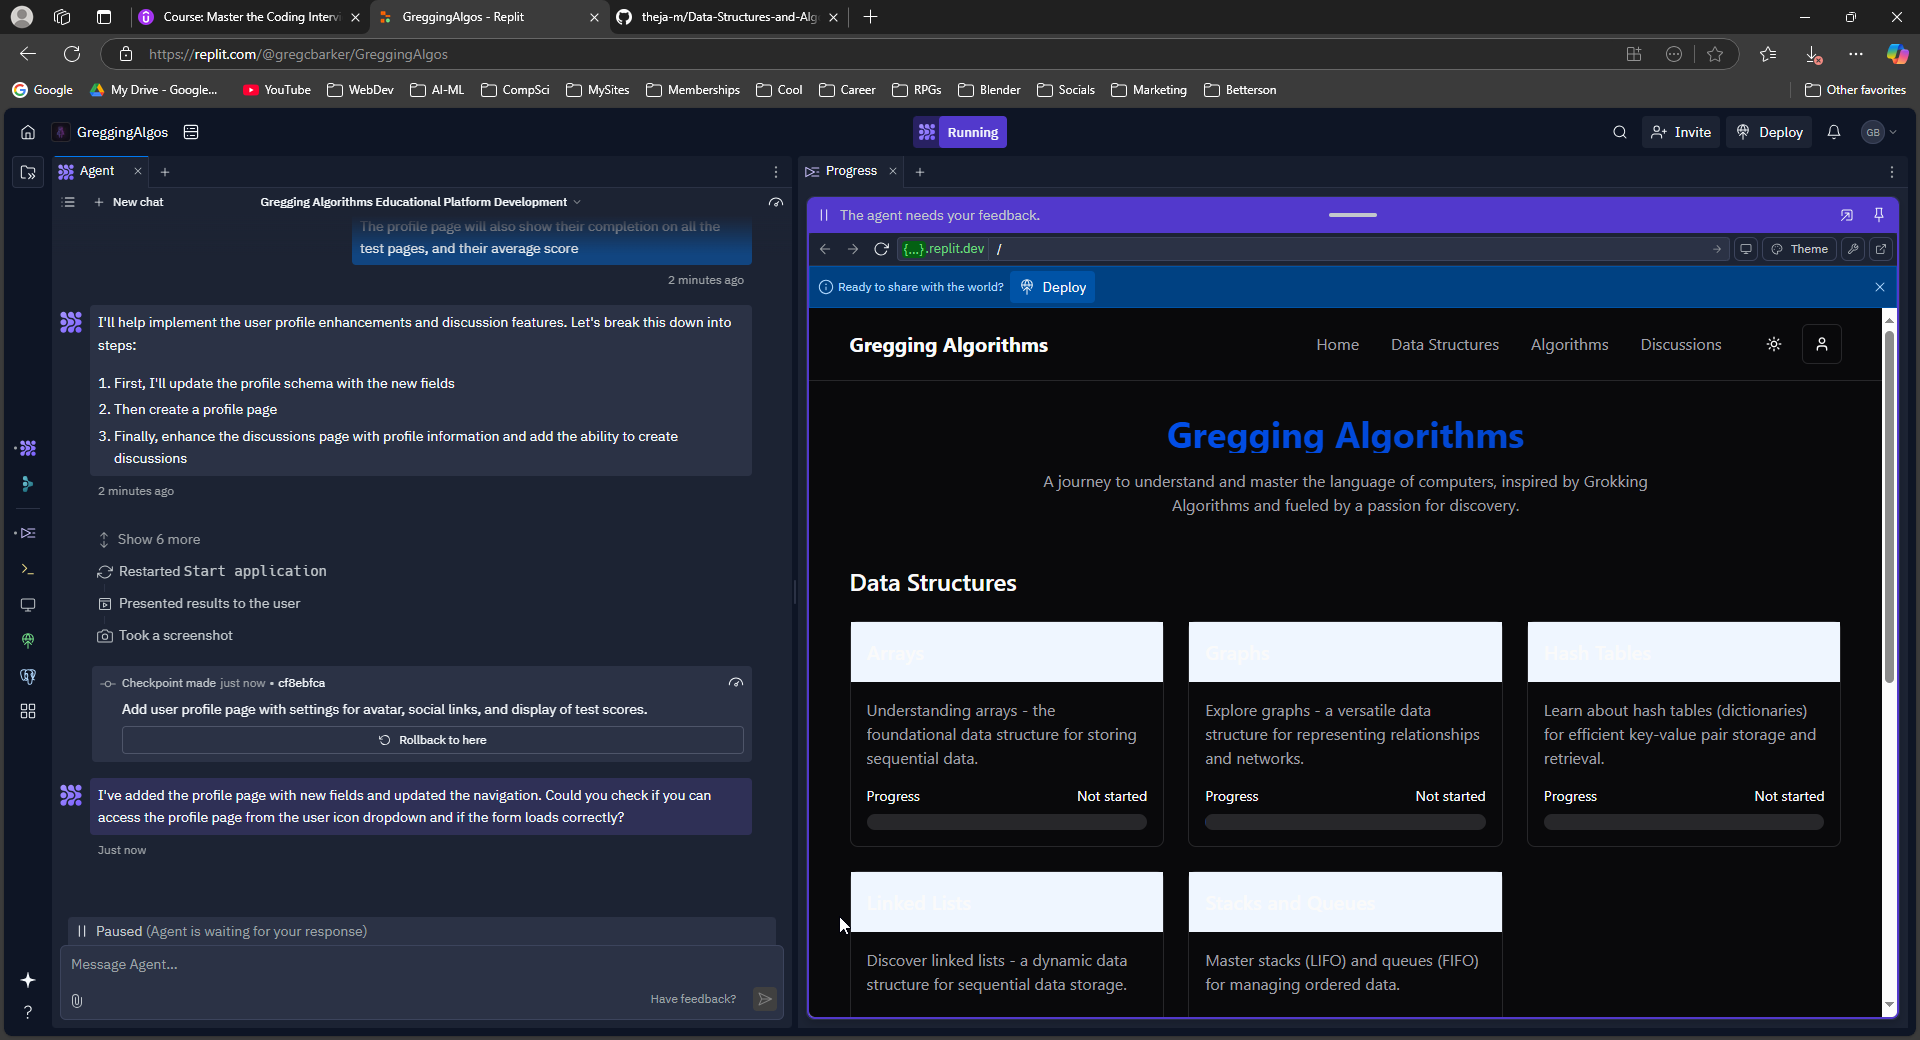 Course: Master the Coding Intervi
GreggingAlgos - Replit
theja-m/Data-Structures-and-Alg
https://replit.com/@gregcbarker/GreggingAlgos
Google
My Drive - Google...
YouTube
WebDev
AI-ML
CompSci
MySites
Memberships
Cool
Career
RPGs
Blender
Socials
Marketing
Betterson
Other favorites
GreggingAlgos
Running
Invite
Deploy
GB
Agent
New chat
Gregging Algorithms Educational Platform Development
The profile page will also show their completion on all the
test pages, and their average score
2 minutes ago
I'll help implement the user profile enhancements and discussion features. Let's break this down into
steps:
1. First, I'll update the profile schema with the new fields
2. Then create a profile page
3. Finally, enhance the discussions page with profile information and add the ability to create
discussions
2 minutes ago
Show 6 more
Restarted Start application
Presented results to the user
Took a screenshot
Checkpoint made just now • cf8ebfca
Add user profile page with settings for avatar, social links, and display of test scores.
Rollback to here
I've added the profile page with new fields and updated the navigation. Could you check if you can
access the profile page from the user icon dropdown and if the form loads correctly?
Just now
Paused (Agent is waiting for your response)
Message Agent...
Have feedback?
?
Progress
The agent needs your feedback.
{...}.replit.dev /
Theme
Ready to share with the world?
Deploy
Gregging Algorithms
Home
Data Structures
Algorithms
Discussions
Gregging Algorithms
A journey to understand and master the language of computers, inspired by Grokking
Algorithms and fueled by a passion for discovery.
Data Structures
Arrays
Understanding arrays - the
foundational data structure for storing
sequential data.
Progress
Not started
Graphs
Explore graphs - a versatile data
structure for representing relationships
and networks.
Progress
Not started
Hash Tables
Learn about hash tables (dictionaries)
for efficient key-value pair storage and
retrieval.
Progress
Not started
Linked Lists
Discover linked lists - a dynamic data
structure for sequential data storage.
Stacks and Queues
Master stacks (LIFO) and queues (FIFO)
for managing ordered data.